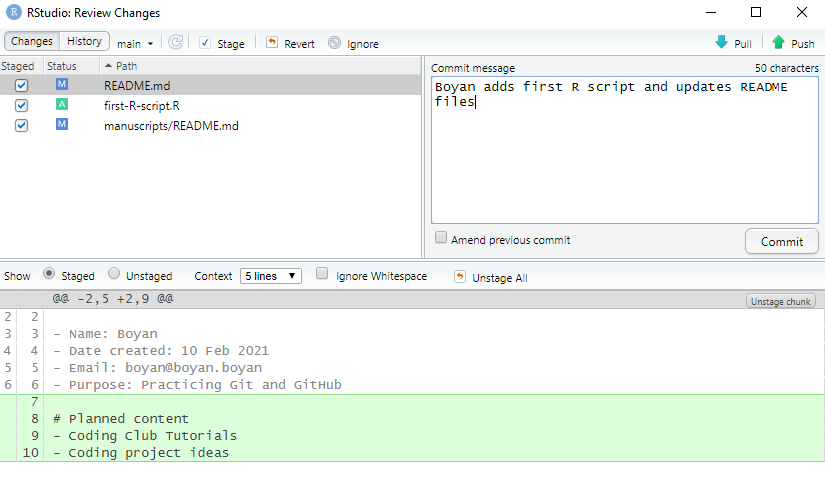 RStudio: Review Changes
Changes History main Stage Revert Ignore Pull Push
Staged Status Path
M README.md
A first-R-script.R
M manuscripts/README.md
Commit message 50 characters
Boyan adds first R script and updates README
files
Amend previous commit Commit
Show Staged Unstaged Context 5 lines Ignore Whitespace Unstage All
@@ -2,5 +2,9 @@ Unstage chunk
2 2
3 3 - Name: Boyan
4 4 - Date created: 10 Feb 2021
5 5 - Email: boyan@boyan.boyan
6 6 - Purpose: Practicing Git and GitHub
7
8 # Planned content
9 - Coding Club Tutorials
10 - Coding project ideas